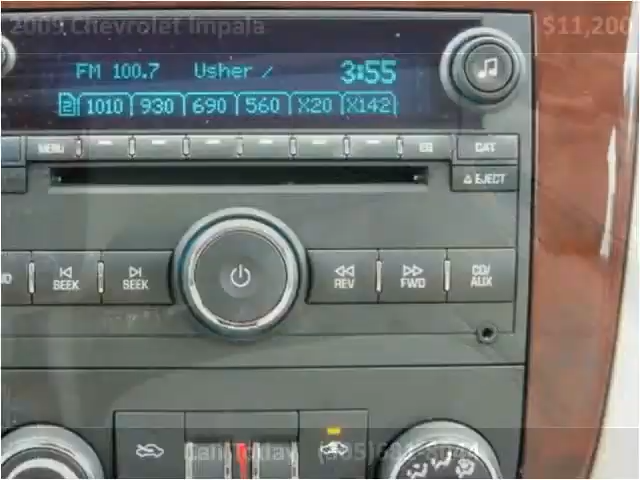 2009 Chevrolet Impala $11,200
FM 100.7 Usher 3:55
2 1010 930 690 560 X20 X142
MENU EQ CAT
EJECT
SEEK SEEK REV FWD CD/AUX
Call Today